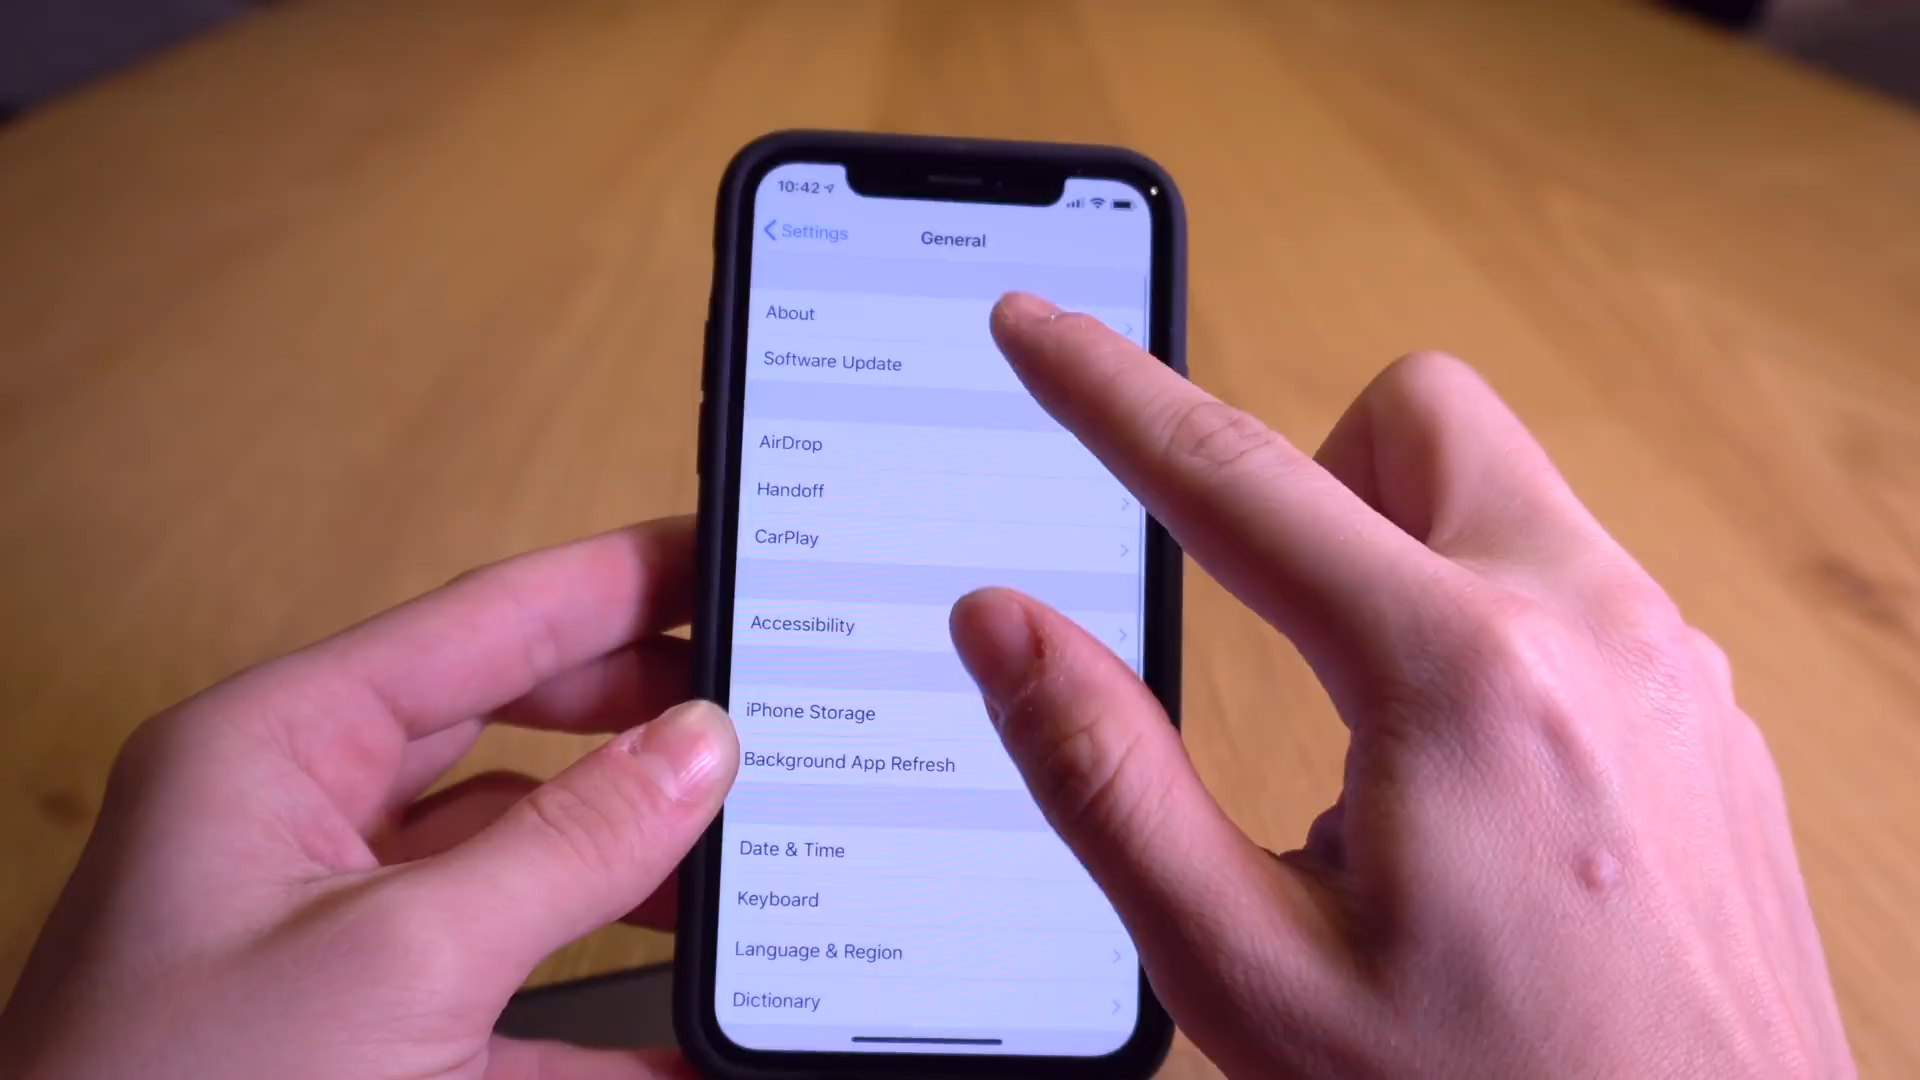 10:42
Settings
General
About
Software Update
AirDrop
Handoff
CarPlay
Accessibility
iPhone Storage
Background App Refresh
Date & Time
Keyboard
Language & Region
Dictionary